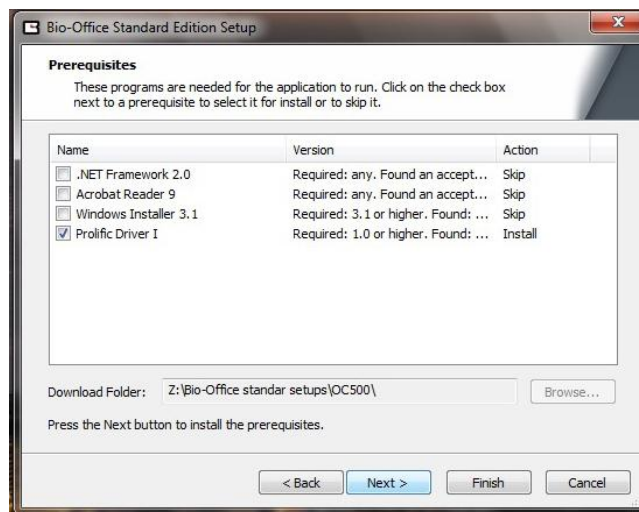 Bio-Office Standard Edition Setup
Prerequisites
These programs are needed for the application to run. Click on the check box
next to a prerequisite to select it for install or to skip it.
Name Version Action
.NET Framework 2.0 Required: any. Found an accept... Skip
Acrobat Reader 9 Required: any. Found an accept... Skip
Windows Installer 3.1 Required: 3.1 or higher. Found: ... Skip
Prolific Driver I Required: 1.0 or higher. Found: ... Install
Download Folder: Z:\Bio-Office standar setups\OC500\ Browse...
Press the Next button to install the prerequisites.
< Back Next > Finish Cancel